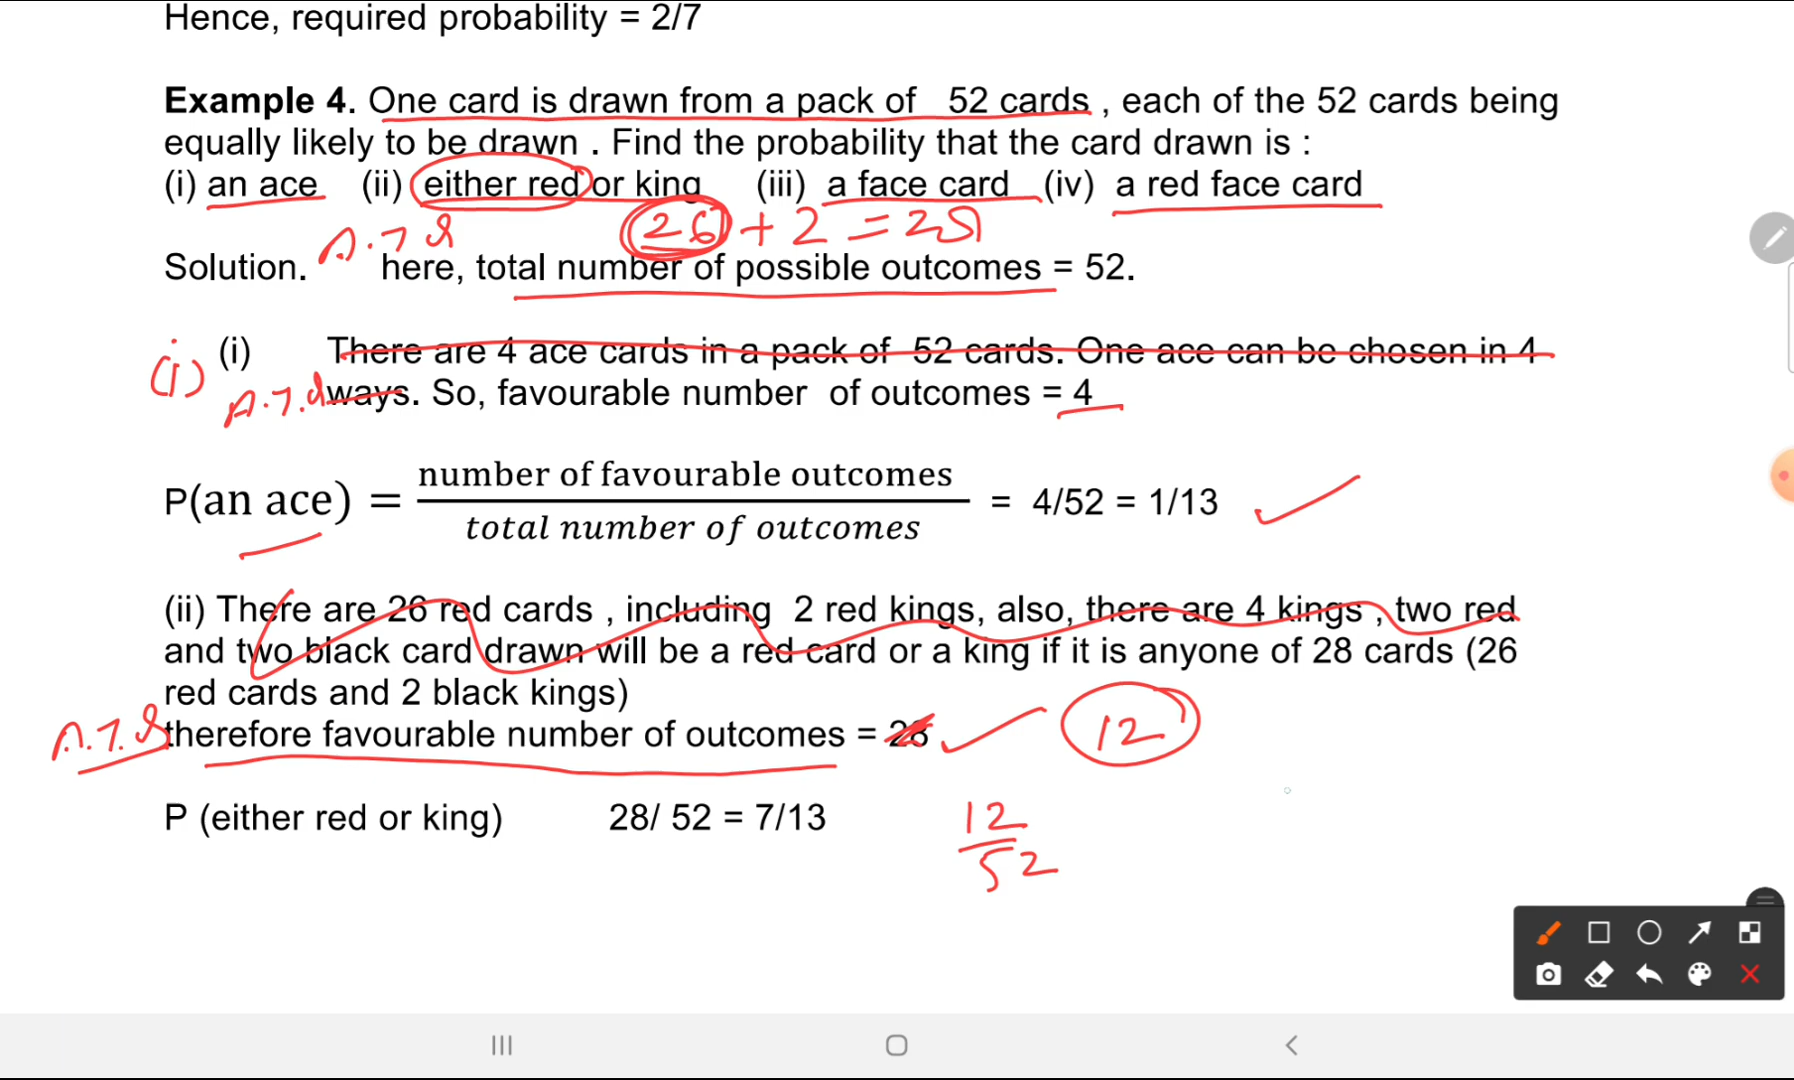 Hence, required probability = 2/7
Example 4. One card is drawn from a pack of 52 cards , each of the 52 cards being
equally likely to be drawn . Find the probability that the card drawn is :
(i) an ace (ii) either red or king (iii) a face card (iv) a red face card
26 + 2 = 28
Solution. here, total number of possible outcomes = 52.
(i) (i) There are 4 ace cards in a pack of 52 cards. One ace can be chosen in 4
ways. So, favourable number of outcomes = 4
P(an ace) = number of favourable outcomes / total number of outcomes = 4/52 = 1/13
(ii) There are 26 red cards , including 2 red kings, also, there are 4 kings , two red
and two black card drawn will be a red card or a king if it is anyone of 28 cards (26
red cards and 2 black kings)
therefore favourable number of outcomes = 12
P (either red or king) 28/ 52 = 7/13
12
52